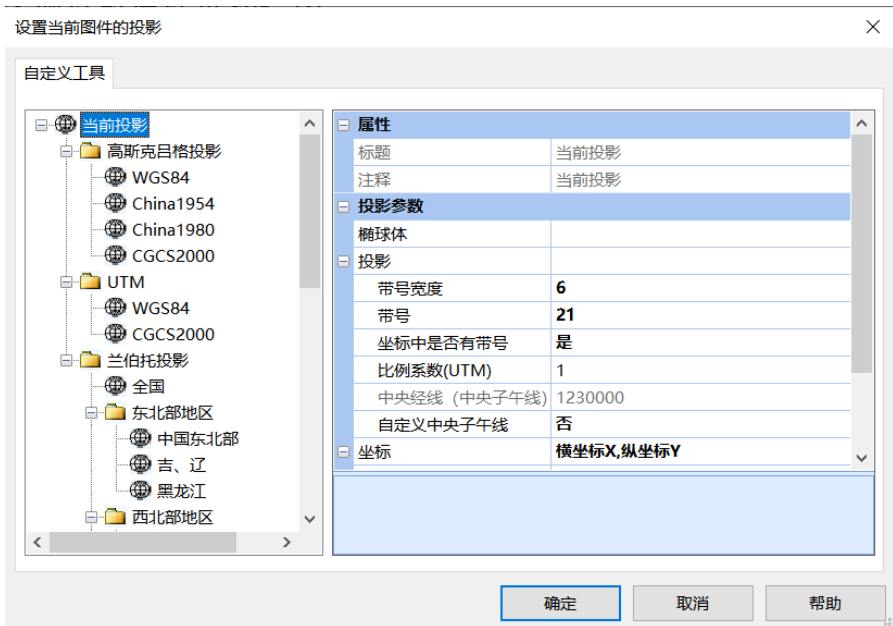 设置当前图件的投影
自定义工具
当前投影
高斯克吕格投影
WGS84
China1954
China1980
CGCS2000
UTM
WGS84
CGCS2000
兰伯托投影
全国
东北部地区
中国东北部
吉、辽
黑龙江
西北部地区
属性
标题 当前投影
注释 当前投影
投影参数
椭球体
投影
带号宽度 6
带号 21
坐标中是否有带号 是
比例系数(UTM) 1
中央经线（中央子午线) 1230000
自定义中央子午线 否
坐标 横坐标X,纵坐标Y
确定 取消 帮助